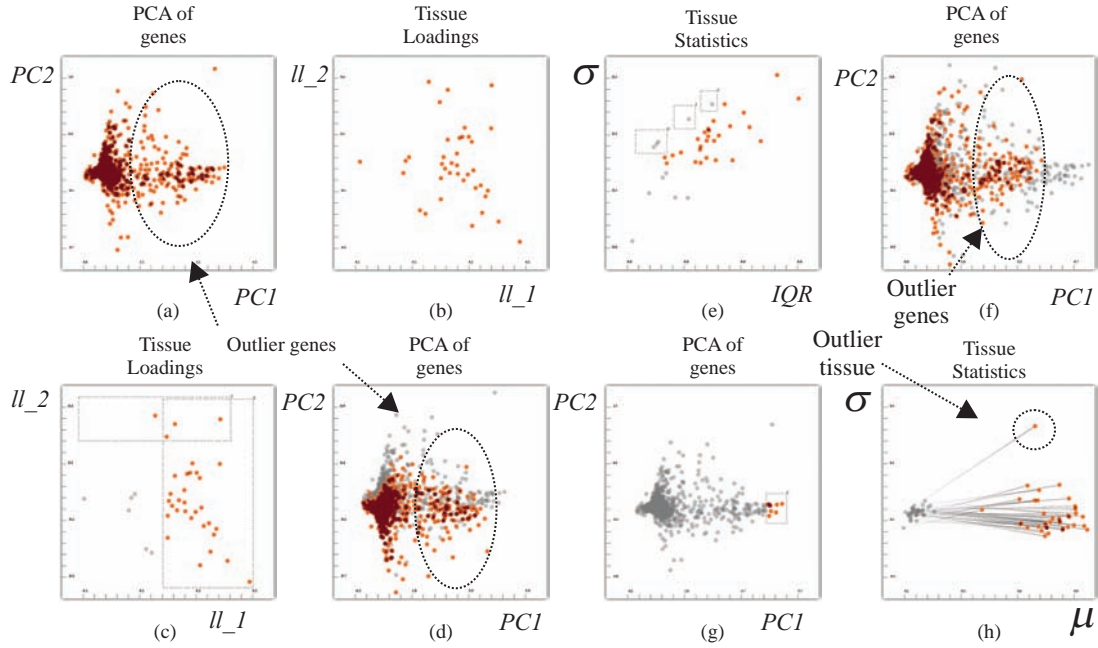 PCA of
genes
PC2
PC1
(a)
Tissue
Loadings
ll_2
ll_1
(b)
Tissue
Statistics
σ
IQR
(e)
PCA of
genes
PC2
PC1
(f)
Outlier
genes
Outlier genes
Tissue
Loadings
ll_2
ll_1
(c)
PCA of
genes
PC2
PC1
(d)
PCA of
genes
PC2
PC1
(g)
Outlier
tissue
Tissue
Statistics
σ
μ
(h)